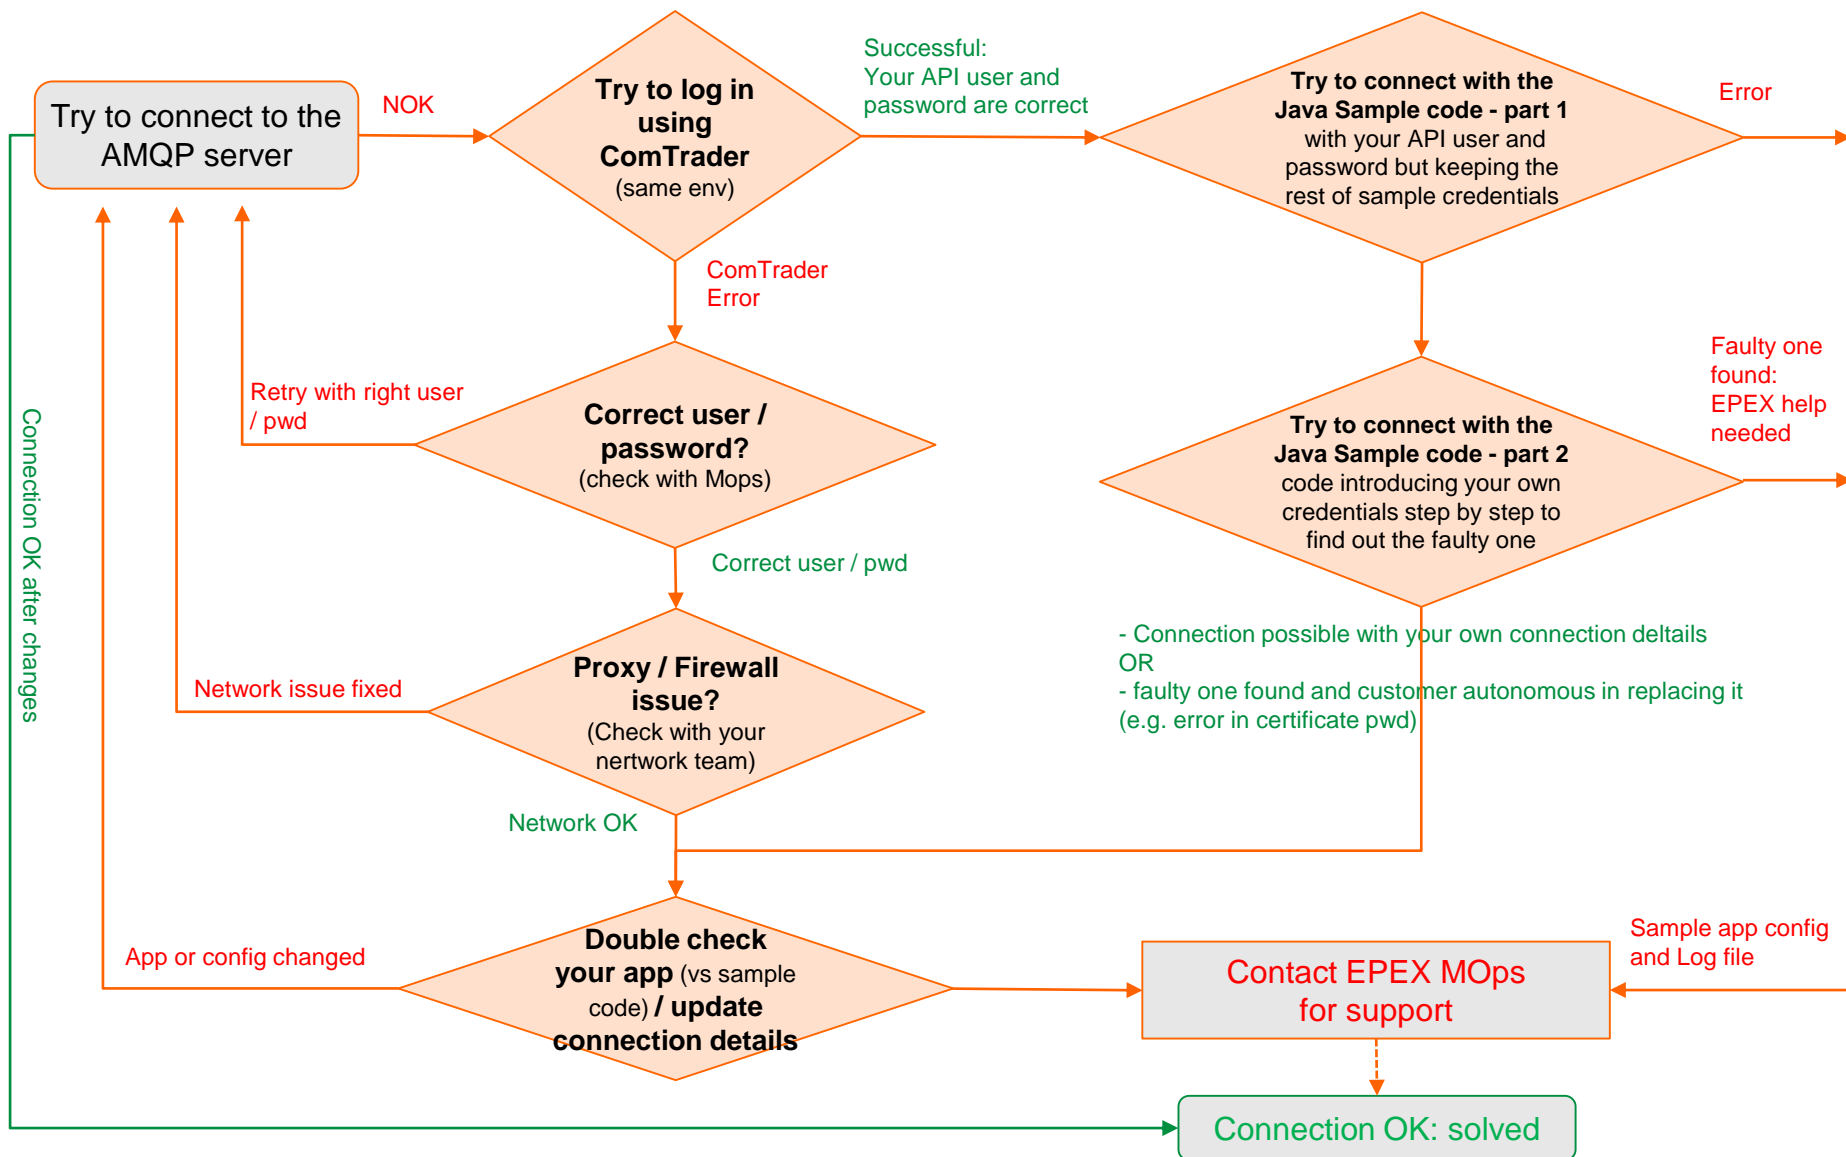 Try to connect to the
AMQP server
NOK
Try to log in
using
ComTrader
(same env)
Successful:
Your API user and
password are correct
Try to connect with the
Java Sample code - part 1
with your API user and
password but keeping the
rest of sample credentials
Error
ComTrader
Error
Retry with right user
/ pwd
Correct user /
password?
(check with Mops)
Try to connect with the
Java Sample code - part 2
code introducing your own
credentials step by step to
find out the faulty one
Faulty one
found:
EPEX help
needed
Connection OK after changes
Correct user / pwd
Network issue fixed
Proxy / Firewall
issue?
(Check with your
nertwork team)
- Connection possible with your own connection deltails
OR
- faulty one found and customer autonomous in replacing it
(e.g. error in certificate pwd)
Network OK
App or config changed
Double check
your app (vs sample
code) / update
connection details
Contact EPEX MOps
for support
Sample app config
and Log file
Connection OK: solved